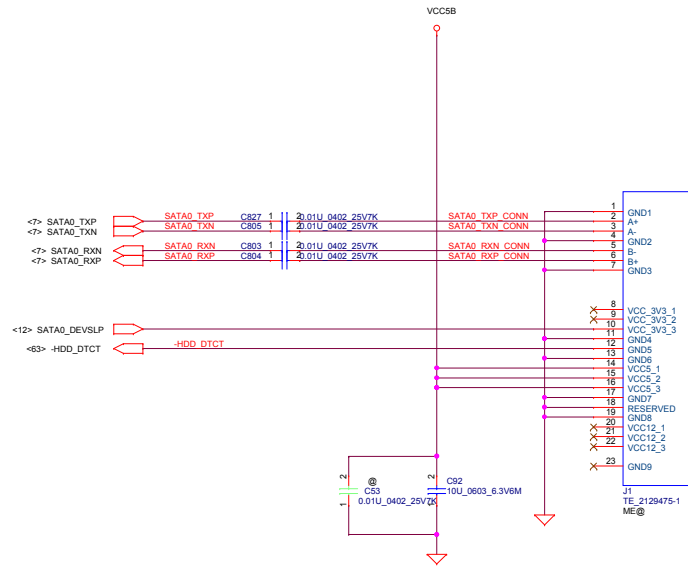 VCC5B
<7> SATA0_TXP SATA0_TXP C827 1 2 0.01U_0402_25V7K SATA0_TXP_CONN
<7> SATA0_TXN SATA0_TXN C805 1 2 0.01U_0402_25V7K SATA0_TXN_CONN
<7> SATA0_RXN SATA0_RXN C803 1 2 0.01U_0402_25V7K SATA0_RXN_CONN
<7> SATA0_RXP SATA0_RXP C804 1 2 0.01U_0402_25V7K SATA0_RXP_CONN
1 GND1
2 A+
3 A-
4 GND2
5 B-
6 B+
7 GND3
8 VCC_3V3_1
9 VCC_3V3_2
<12> SATA0_DEVSLP 10 VCC_3V3_3
11 GND4
<63> -HDD_DTCT -HDD_DTCT 12 GND5
13 GND6
14 VCC5_1
15 VCC5_2
16 VCC5_3
17 GND7
18 RESERVED
19 GND8
20 VCC12_1
21 VCC12_2
22 VCC12_3
23 GND9
J1
TE_2129475-1
ME@
2 @ 2 C92
C53 10U_0603_6.3V6M
1 0.01U_0402_25V7K 1